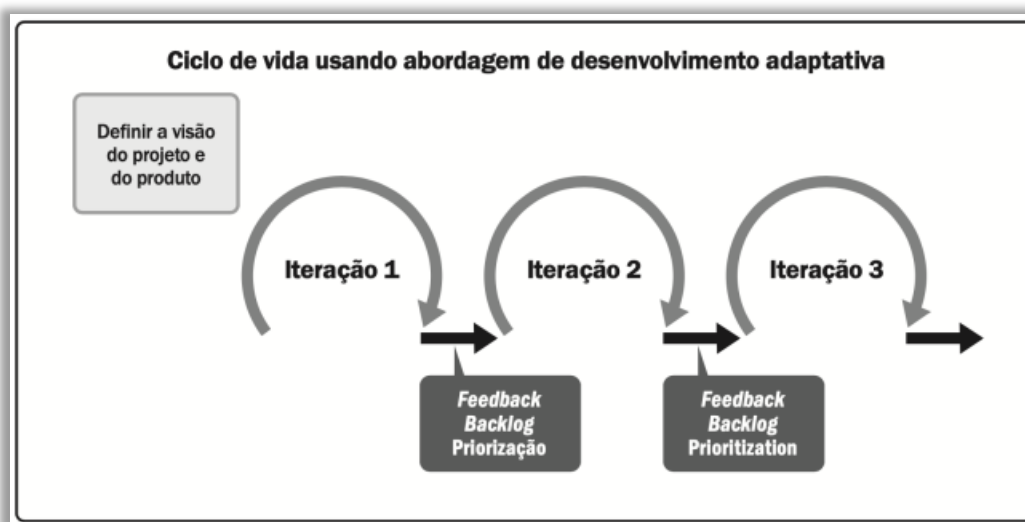 Ciclo de vida usando abordagem de desenvolvimento adaptativa
Definir a visão
do projeto e
do produto
Iteração 1
Iteração 2
Iteração 3
Feedback
Backlog
Priorização
Feedback
Backlog
Prioritization